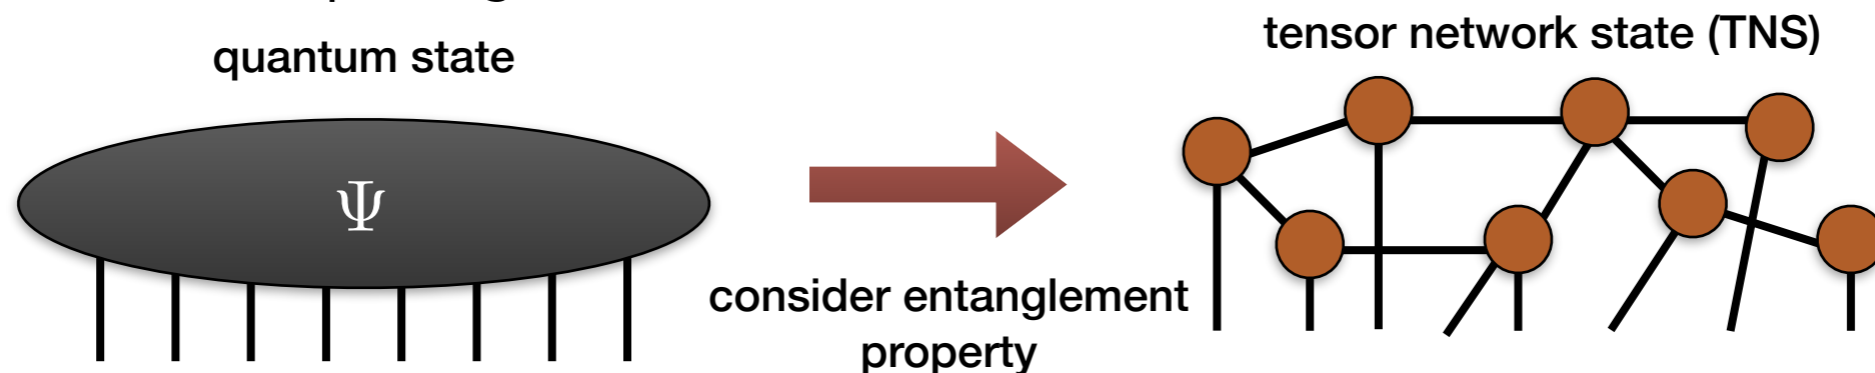 quantum state
tensor network state (TNS)
Ψ
consider entanglement
property